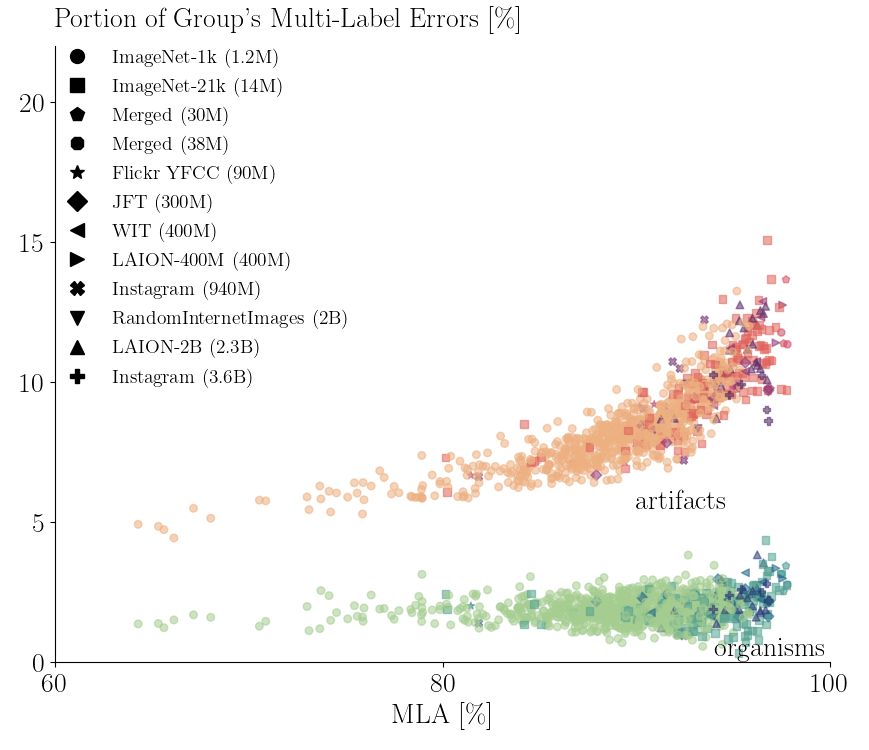 Portion of Group's Multi-Label Errors [%]
ImageNet-1k (1.2M)
ImageNet-21k (14M)
Merged (30M)
Merged (38M)
Flickr YFCC (90M)
JFT (300M)
WIT (400M)
LAION-400M (400M)
Instagram (940M)
RandomInternetImages (2B)
LAION-2B (2.3B)
Instagram (3.6B)
20
15
10
5
0
artifacts
organisms
60 80 100
MLA [%]